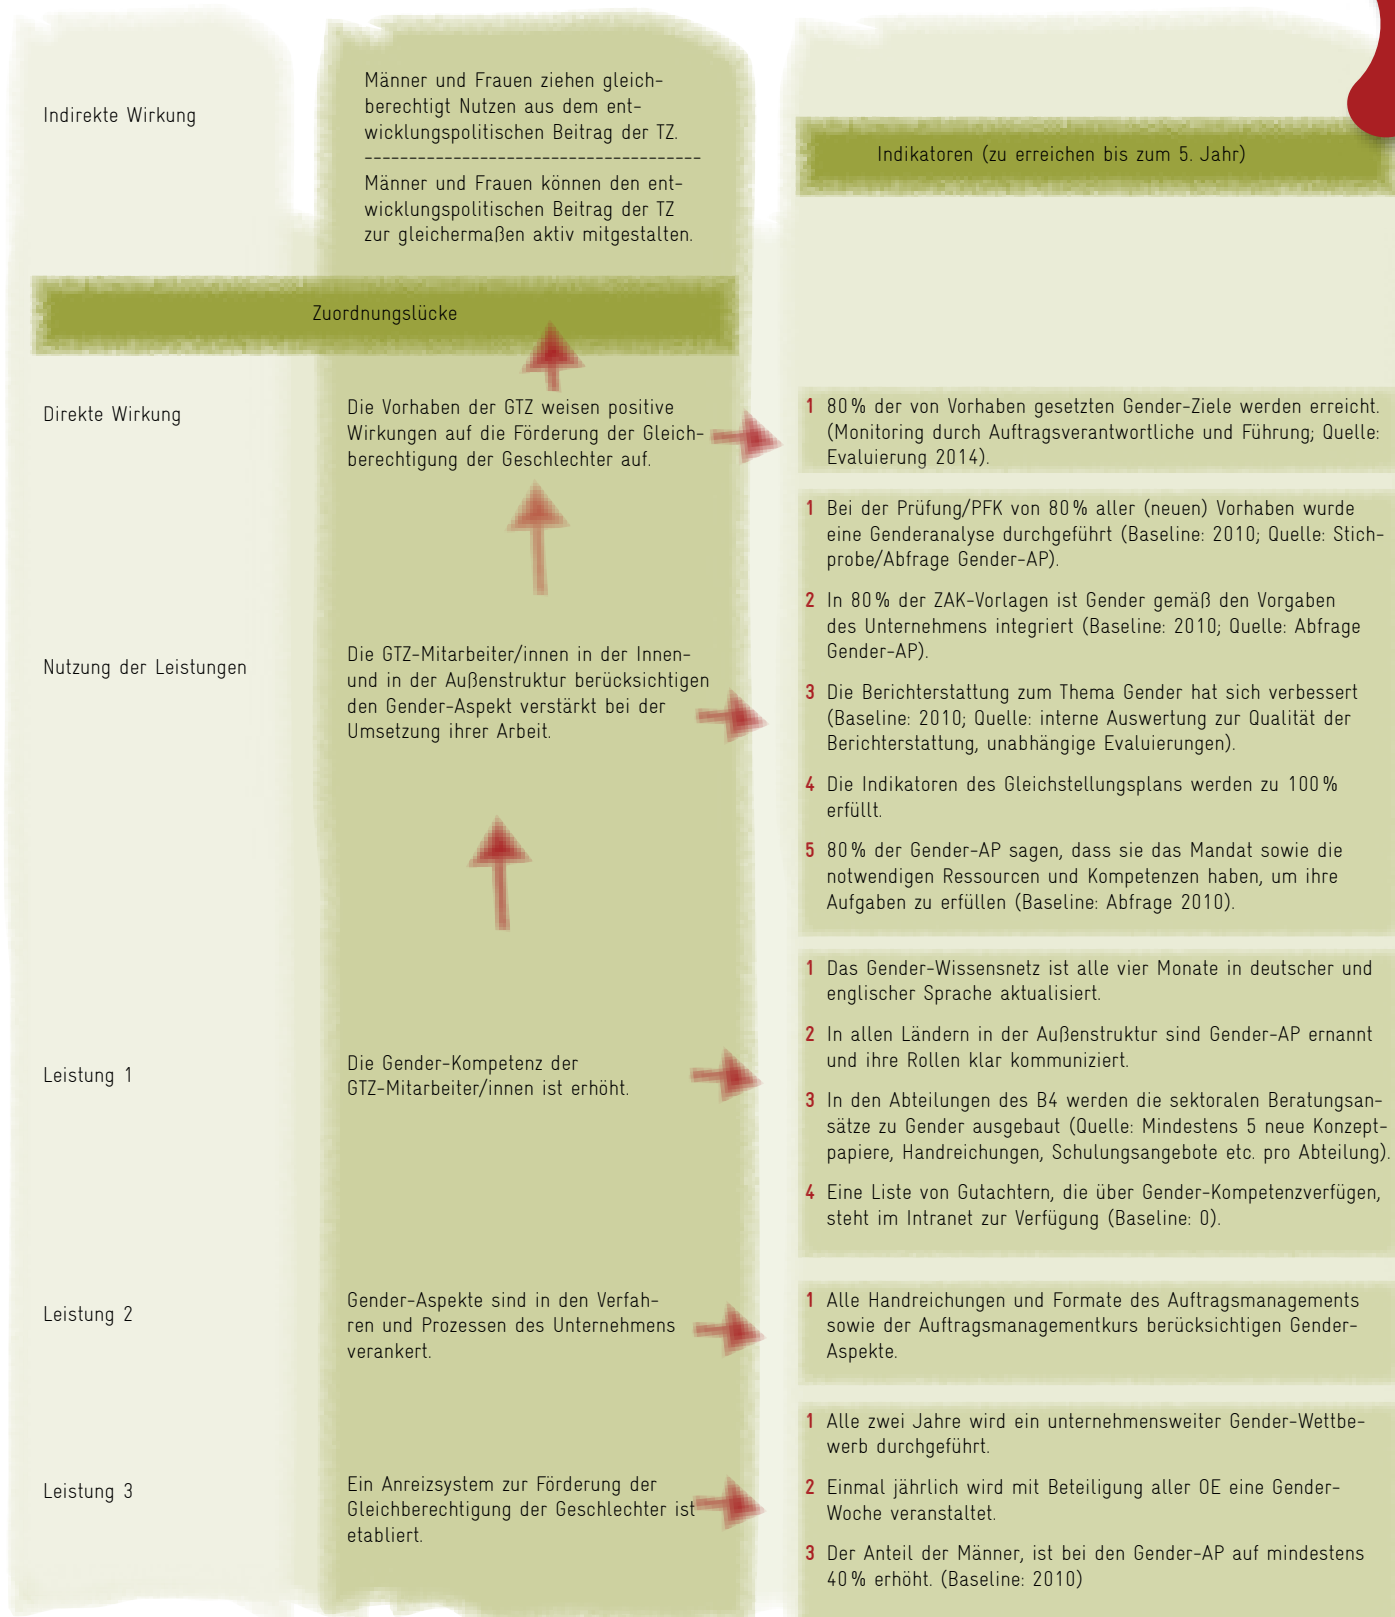 Indirekte Wirkung
Männer und Frauen ziehen gleich-
berechtigt Nutzen aus dem ent-
wicklungspolitischen Beitrag der TZ.
--------------------------------------
Männer und Frauen können den ent-
wicklungspolitischen Beitrag der TZ
zur gleichermaßen aktiv mitgestalten.
Indikatoren (zu erreichen bis zum 5. Jahr)
Zuordnungslücke
Direkte Wirkung
Die Vorhaben der GTZ weisen positive
Wirkungen auf die Förderung der Gleich-
berechtigung der Geschlechter auf.
1 80 % der von Vorhaben gesetzten Gender-Ziele werden erreicht.
(Monitoring durch Auftragsverantwortliche und Führung; Quelle:
Evaluierung 2014).
Nutzung der Leistungen
Die GTZ-Mitarbeiter/innen in der Innen-
und in der Außenstruktur berücksichtigen
den Gender-Aspekt verstärkt bei der
Umsetzung ihrer Arbeit.
1 Bei der Prüfung/PFK von 80 % aller (neuen) Vorhaben wurde
eine Genderanalyse durchgeführt (Baseline: 2010; Quelle: Stich-
probe/Abfrage Gender-AP).
2 In 80 % der ZAK-Vorlagen ist Gender gemäß den Vorgaben
des Unternehmens integriert (Baseline: 2010; Quelle: Abfrage
Gender-AP).
3 Die Berichterstattung zum Thema Gender hat sich verbessert
(Baseline: 2010; Quelle: interne Auswertung zur Qualität der
Berichterstattung, unabhängige Evaluierungen).
4 Die Indikatoren des Gleichstellungsplans werden zu 100 %
erfüllt.
5 80 % der Gender-AP sagen, dass sie das Mandat sowie die
notwendigen Ressourcen und Kompetenzen haben, um ihre
Aufgaben zu erfüllen (Baseline: Abfrage 2010).
Leistung 1
Die Gender-Kompetenz der
GTZ-Mitarbeiter/innen ist erhöht.
1 Das Gender-Wissensnetz ist alle vier Monate in deutscher und
englischer Sprache aktualisiert.
2 In allen Ländern in der Außenstruktur sind Gender-AP ernannt
und ihre Rollen klar kommuniziert.
3 In den Abteilungen des B4 werden die sektoralen Beratungsan-
sätze zu Gender ausgebaut (Quelle: Mindestens 5 neue Konzept-
papiere, Handreichungen, Schulungsangebote etc. pro Abteilung).
4 Eine Liste von Gutachtern, die über Gender-Kompetenzverfügen,
steht im Intranet zur Verfügung (Baseline: 0).
Leistung 2
Gender-Aspekte sind in den Verfah-
ren und Prozessen des Unternehmens
verankert.
1 Alle Handreichungen und Formate des Auftragsmanagements
sowie der Auftragsmanagementkurs berücksichtigen Gender-
Aspekte.
Leistung 3
Ein Anreizsystem zur Förderung der
Gleichberechtigung der Geschlechter ist
etabliert.
1 Alle zwei Jahre wird ein unternehmensweiter Gender-Wettbe-
werb durchgeführt.
2 Einmal jährlich wird mit Beteiligung aller OE eine Gender-
Woche veranstaltet.
3 Der Anteil der Männer, ist bei den Gender-AP auf mindestens
40 % erhöht. (Baseline: 2010)